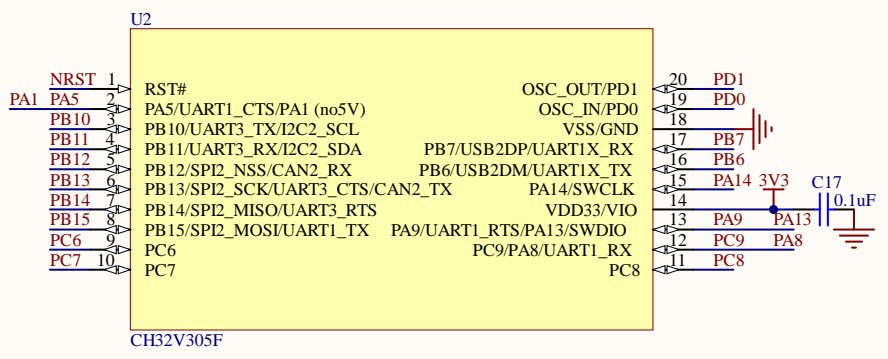 U2
NRST 1 RST# OSC_OUT/PD1 20 PD1
PA1 PA5 2 PA5/UART1_CTS/PA1 (no5V) OSC_IN/PD0 19 PD0
PB10 3 PB10/UART3_TX/I2C2_SCL VSS/GND 18
PB11 4 PB11/UART3_RX/I2C2_SDA PB7/USB2DP/UART1X_RX 17 PB7
PB12 5 PB12/SPI2_NSS/CAN2_RX PB6/USB2DM/UART1X_TX 16 PB6
PB13 6 PB13/SPI2_SCK/UART3_CTS/CAN2_TX PA14/SWCLK 15 PA14 3V3 C17
PB14 7 PB14/SPI2_MISO/UART3_RTS VDD33/VIO 14 0.1uF
PB15 8 PB15/SPI2_MOSI/UART1_TX PA9/UART1_RTS/PA13/SWDIO 13 PA9 PA13
PC6 9 PC6 PC9/PA8/UART1_RX 12 PC9 PA8
PC7 10 PC7 PC8 11 PC8
CH32V305F